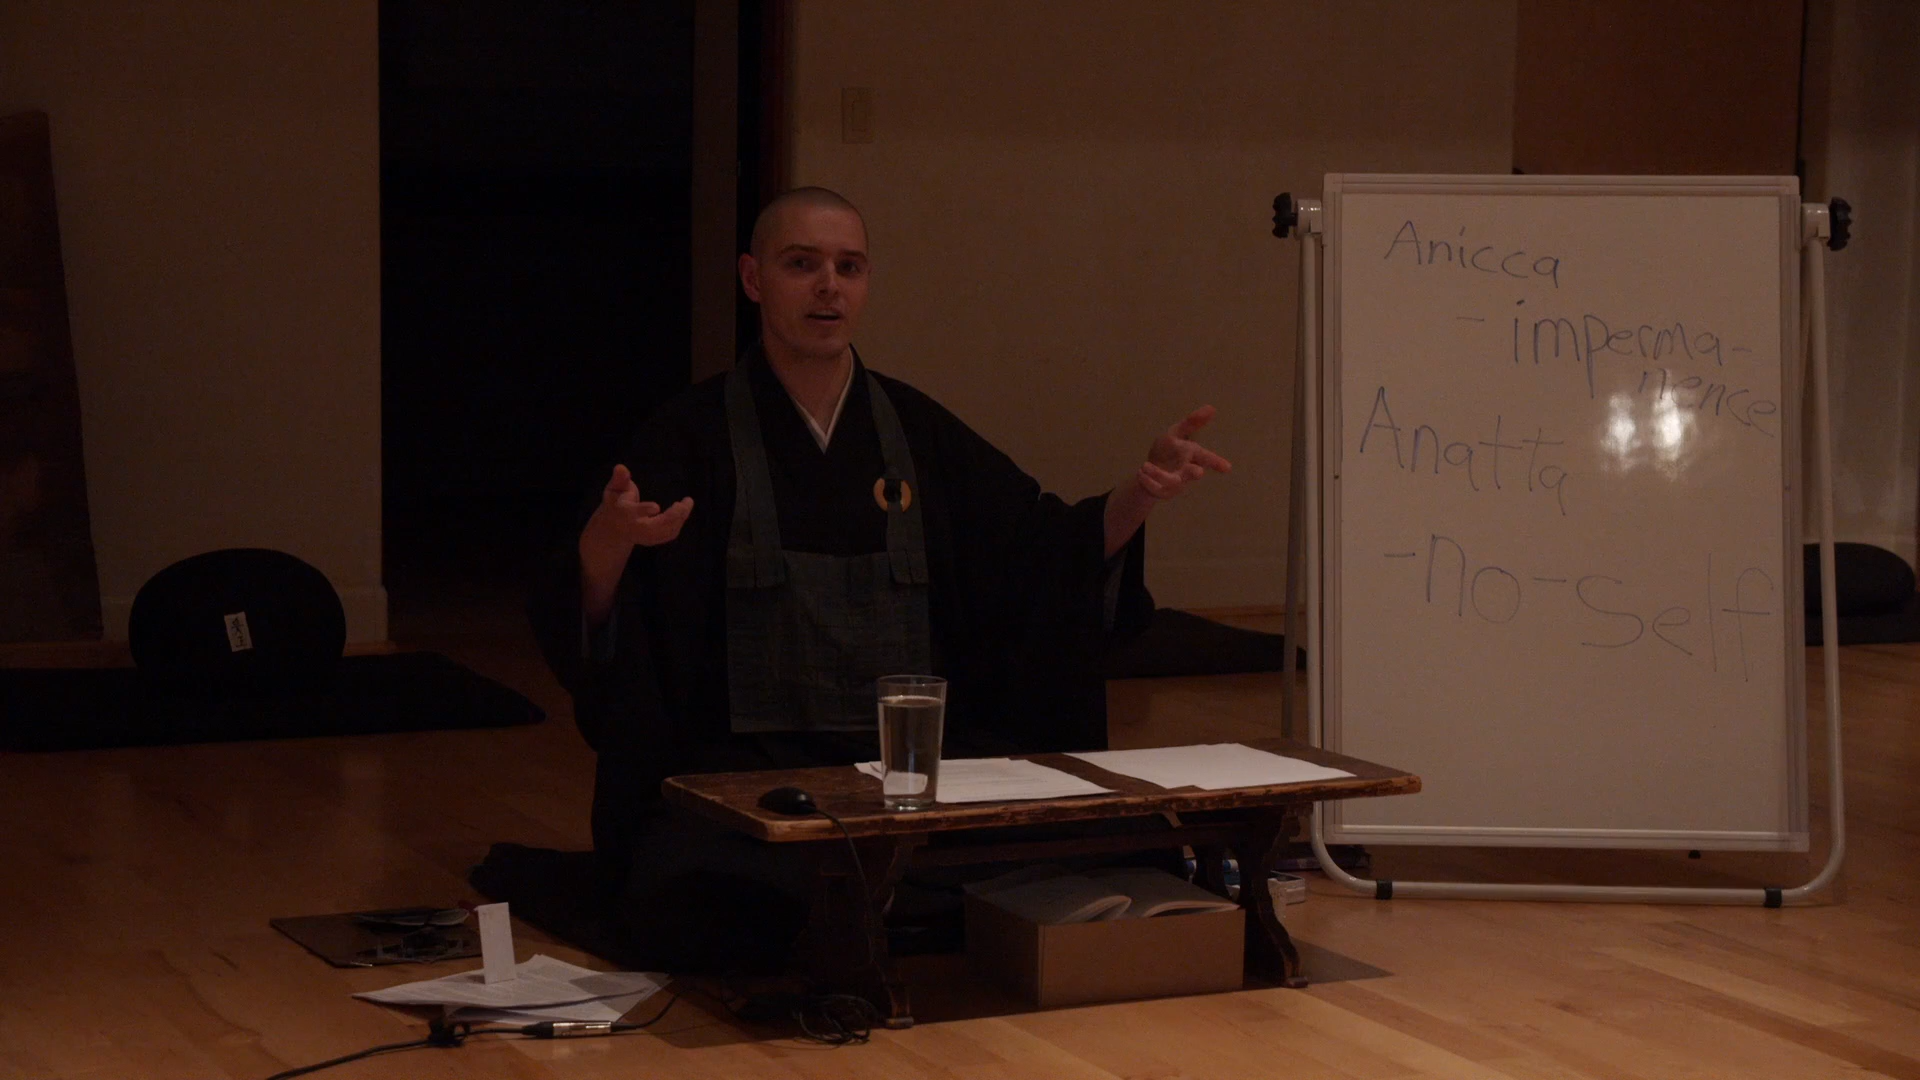 Anicca
- imperma-
nence
Anatta
- no-self